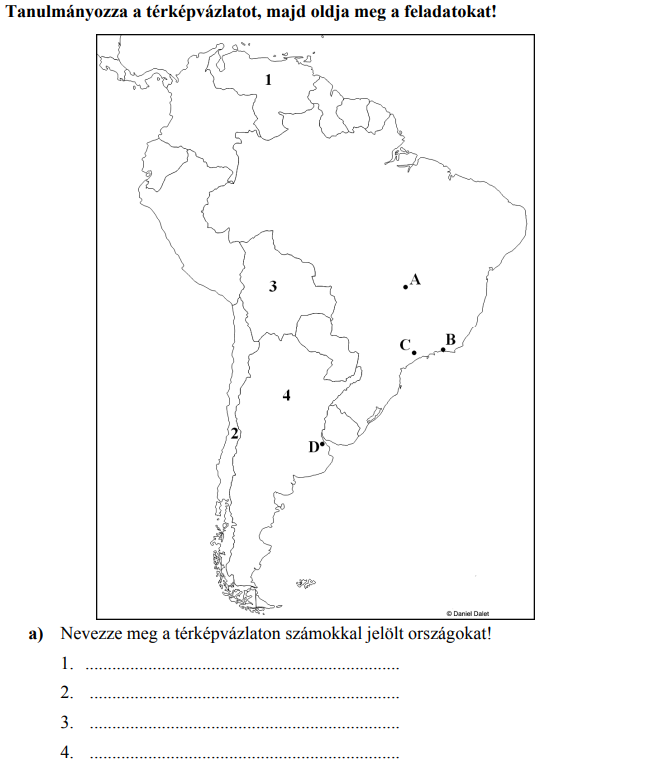 Tanulmányozza a térképvázlatot, majd oldja meg a feladatokat!
1
A
3
B
C
4
2
D
© Daniel Dalet
a) Nevezze meg a térképvázlaton számokkal jelölt országokat!
1. ......................................................................
2. .....................................................................
3. .....................................................................
4. .....................................................................